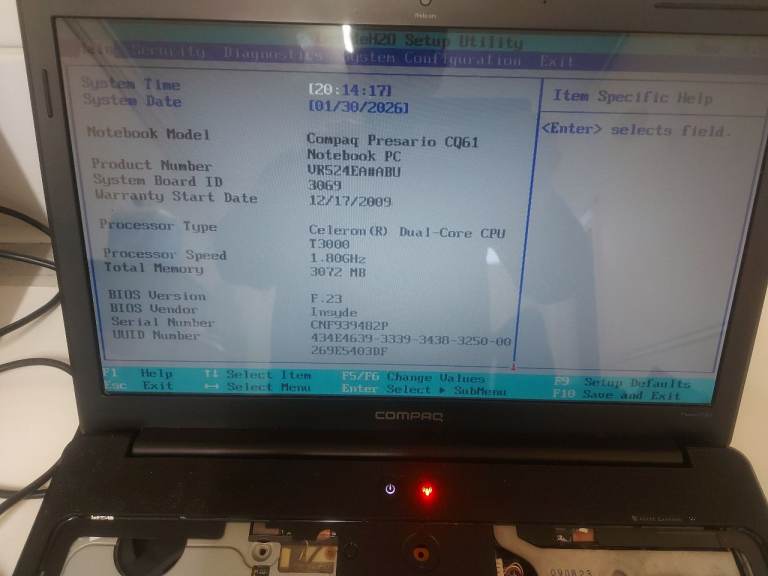 eH2O Setup Utility
Main Security Diagnostics System Configuration Exit
System Time [20:14:17]
System Date [01/30/2026]
Item Specific Help
<Enter> selects field.
Notebook Model Compaq Presario CQ61
Notebook PC
Product Number VR524EA#ABU
System Board ID 3069
Warranty Start Date 12/17/2009
Processor Type Celeron(R) Dual-Core CPU
T3000
Processor Speed 1.80GHz
Total Memory 3072 MB
BIOS Version F.23
BIOS Vendor Insyde
Serial Number CNF939482P
UUID Number 434E4639-3339-3438-3250-00
269E5403DF
F1 Help ↑↓ Select Item F5/F6 Change Values F9 Setup Defaults
Esc Exit ↔ Select Menu Enter Select ▶ SubMenu F10 Save and Exit
COMPAQ
090823